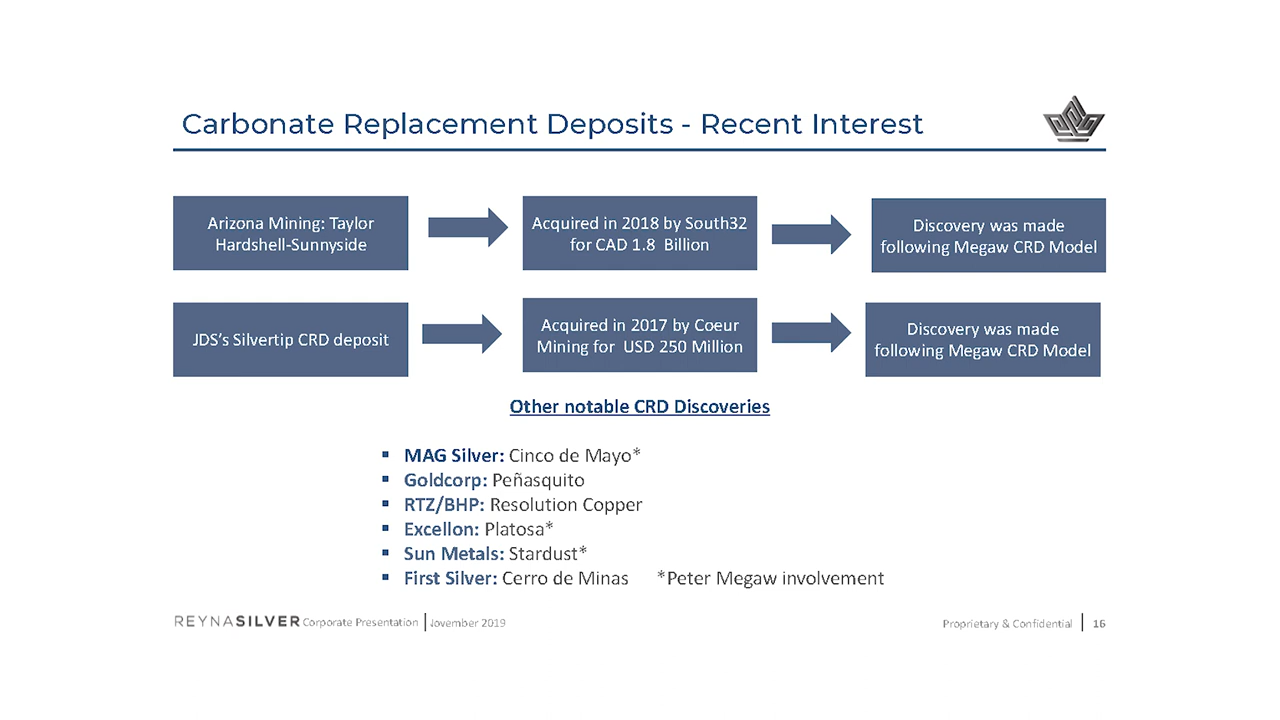 Carbonate Replacement Deposits - Recent Interest
Arizona Mining: Taylor
Hardshell-Sunnyside
Acquired in 2018 by South32
for CAD 1.8 Billion
Discovery was made
following Megaw CRD Model
JDS’s Silvertip CRD deposit
Acquired in 2017 by Coeur
Mining for USD 250 Million
Discovery was made
following Megaw CRD Model
Other notable CRD Discoveries
▪ MAG Silver: Cinco de Mayo*
▪ Goldcorp: Peñasquito
▪ RTZ/BHP: Resolution Copper
▪ Excellon: Platosa*
▪ Sun Metals: Stardust*
▪ First Silver: Cerro de Minas *Peter Megaw involvement
REYNASILVER Corporate Presentation November 2019
Proprietary & Confidential 16